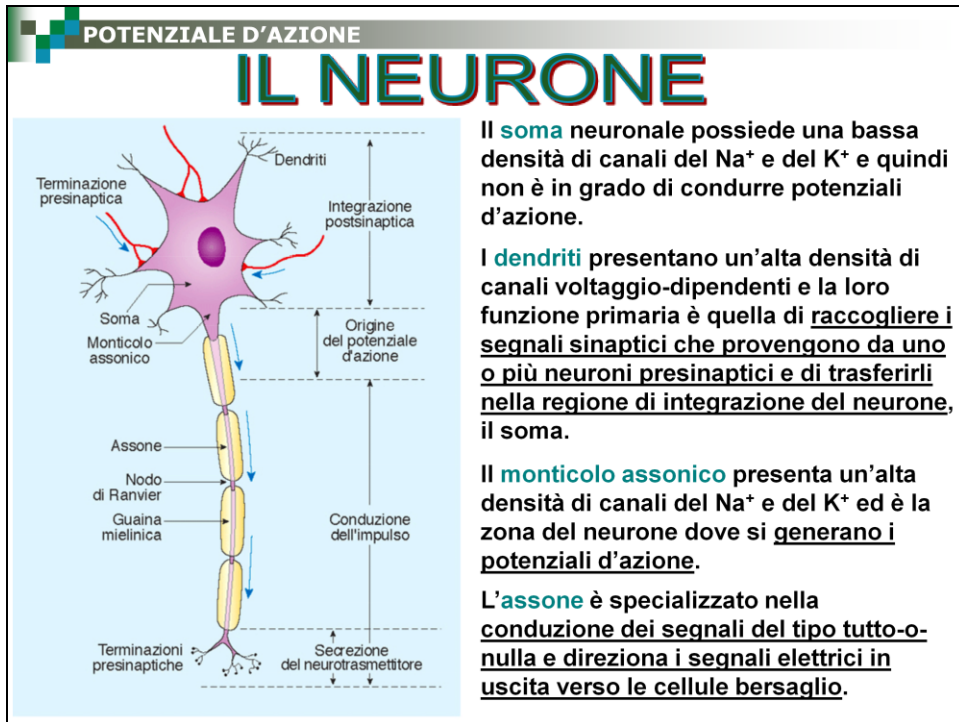 POTENZIALE D'AZIONE
IL NEURONE
Dendriti
Terminazione
presinaptica
Integrazione
postsinaptica
Soma
Monticolo
assonico
Origine
del potenziale
d'azione
Assone
Nodo
di Ranvier
Guaina
mielinica
Conduzione
dell'impulso
Terminazioni
presinaptiche
Secrezione
del neurotrasmettitore
Il soma neuronale possiede una bassa
densità di canali del Na⁺ e del K⁺ e quindi
non è in grado di condurre potenziali
d'azione.
I dendriti presentano un'alta densità di
canali voltaggio-dipendenti e la loro
funzione primaria è quella di raccogliere i
segnali sinaptici che provengono da uno
o più neuroni presinaptici e di trasferirli
nella regione di integrazione del neurone,
il soma.
Il monticolo assonico presenta un'alta
densità di canali del Na⁺ e del K⁺ ed è la
zona del neurone dove si generano i
potenziali d'azione.
L'assone è specializzato nella
conduzione dei segnali del tipo tutto-o-
nulla e direziona i segnali elettrici in
uscita verso le cellule bersaglio.